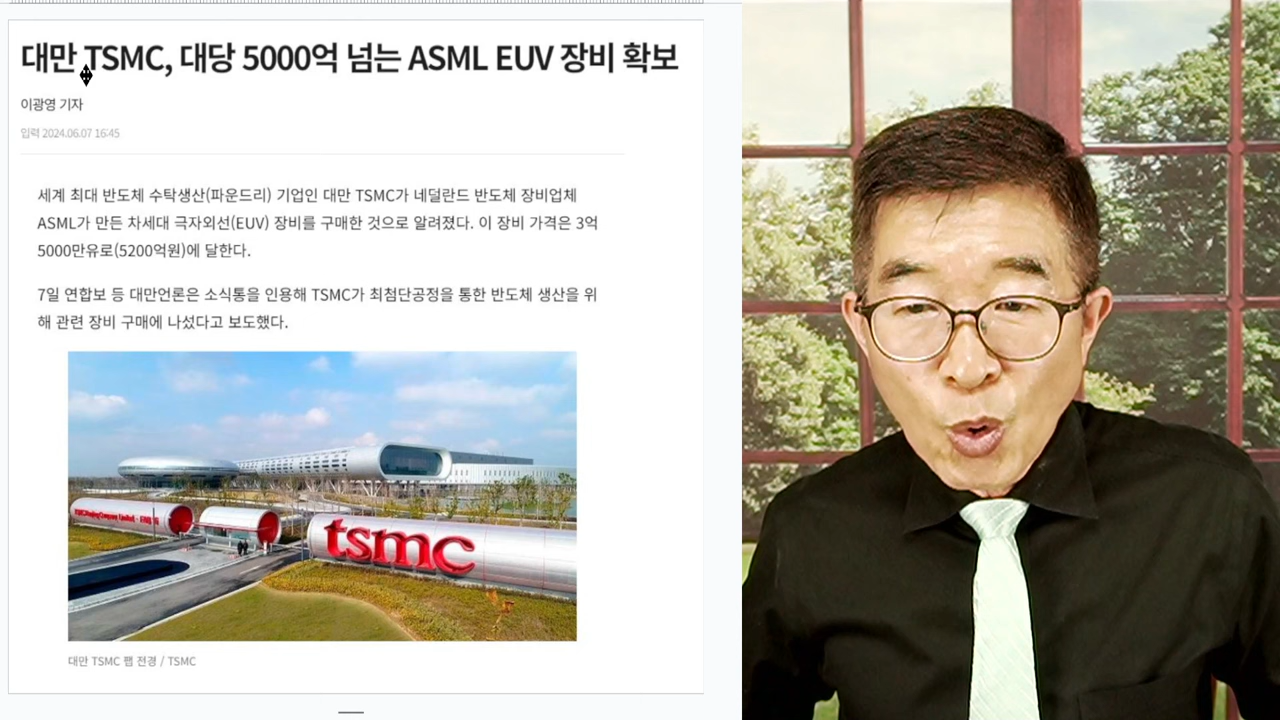 대만 TSMC, 대당 5000억 넘는 ASML EUV 장비 확보
이광영 기자
입력 2024.06.07 16:45
세계 최대 반도체 수탁생산(파운드리) 기업인 대만 TSMC가 네덜란드 반도체 장비업체
ASML가 만든 차세대 극자외선(EUV) 장비를 구매한 것으로 알려졌다. 이 장비 가격은 3억
5000만유로(5200억원)에 달한다.
7일 연합보 등 대만언론은 소식통을 인용해 TSMC가 최첨단공정을 통한 반도체 생산을 위
해 관련 장비 구매에 나섰다고 보도했다.
tsmc
대만 TSMC 팹 전경 / TSMC